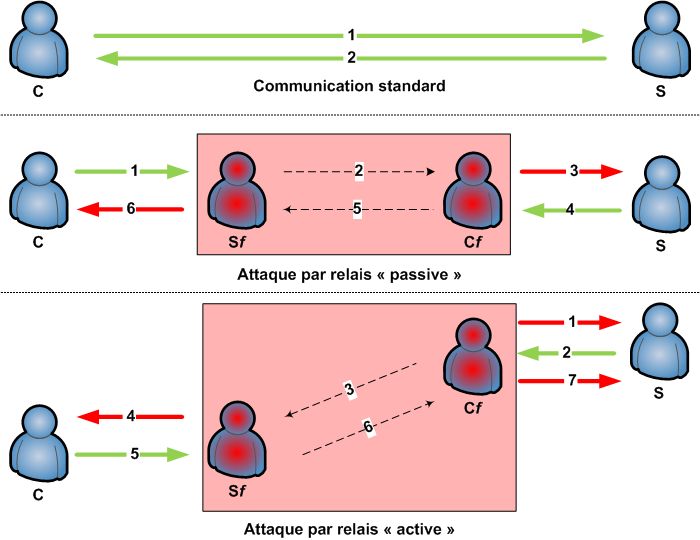 1
2
C
Communication standard
S
1
2
3
6
5
4
C
Sf
Cf
S
Attaque par relais « passive »
1
2
3
7
4
Cf
S
6
5
C
Sf
Attaque par relais « active »